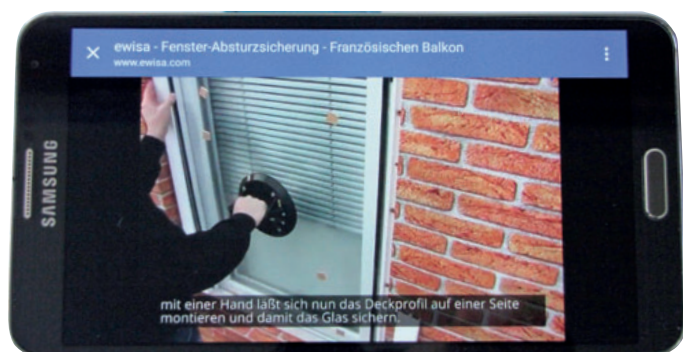 ewisa - Fenster-Absturzsicherung - Französischen Balkon
www.ewisa.com
SAMSUNG
mit einer Hand läßt sich nun das Deckprofil auf einer Seite
montieren und damit das Glas sichern.